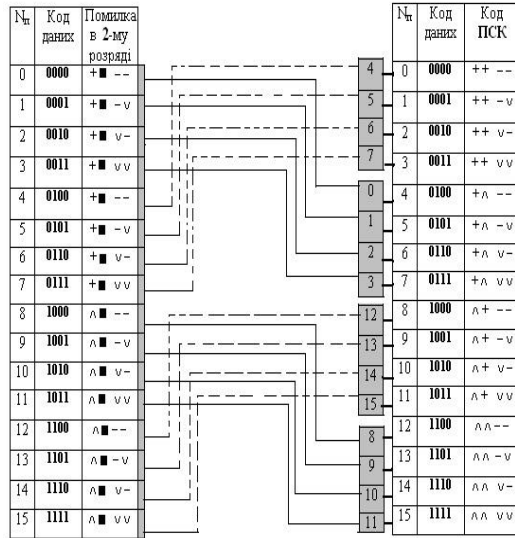 Nп Код даних Помилка в 2-му розряді
0 0000 +■ --
1 0001 +■ -v
2 0010 +■ v-
3 0011 +■ vv
4 0100 +■ --
5 0101 +■ -v
6 0110 +■ v-
7 0111 +■ vv
8 1000 ^■ --
9 1001 ^■ -v
10 1010 ^■ v-
11 1011 ^■ vv
12 1100 ^■ --
13 1101 ^■ -v
14 1110 ^■ v-
15 1111 ^■ vv
4
5
6
7
0
1
2
3
12
13
14
15
8
9
10
11
Nп Код даних Код ПСК
0 0000 ++ --
1 0001 ++ -v
2 0010 ++ v-
3 0011 ++ vv
4 0100 +^ --
5 0101 +^ -v
6 0110 +^ v-
7 0111 +^ vv
8 1000 ^+ --
9 1001 ^+ -v
10 1010 ^+ v-
11 1011 ^+ vv
12 1100 ^^ --
13 1101 ^^ -v
14 1110 ^^ v-
15 1111 ^^ vv